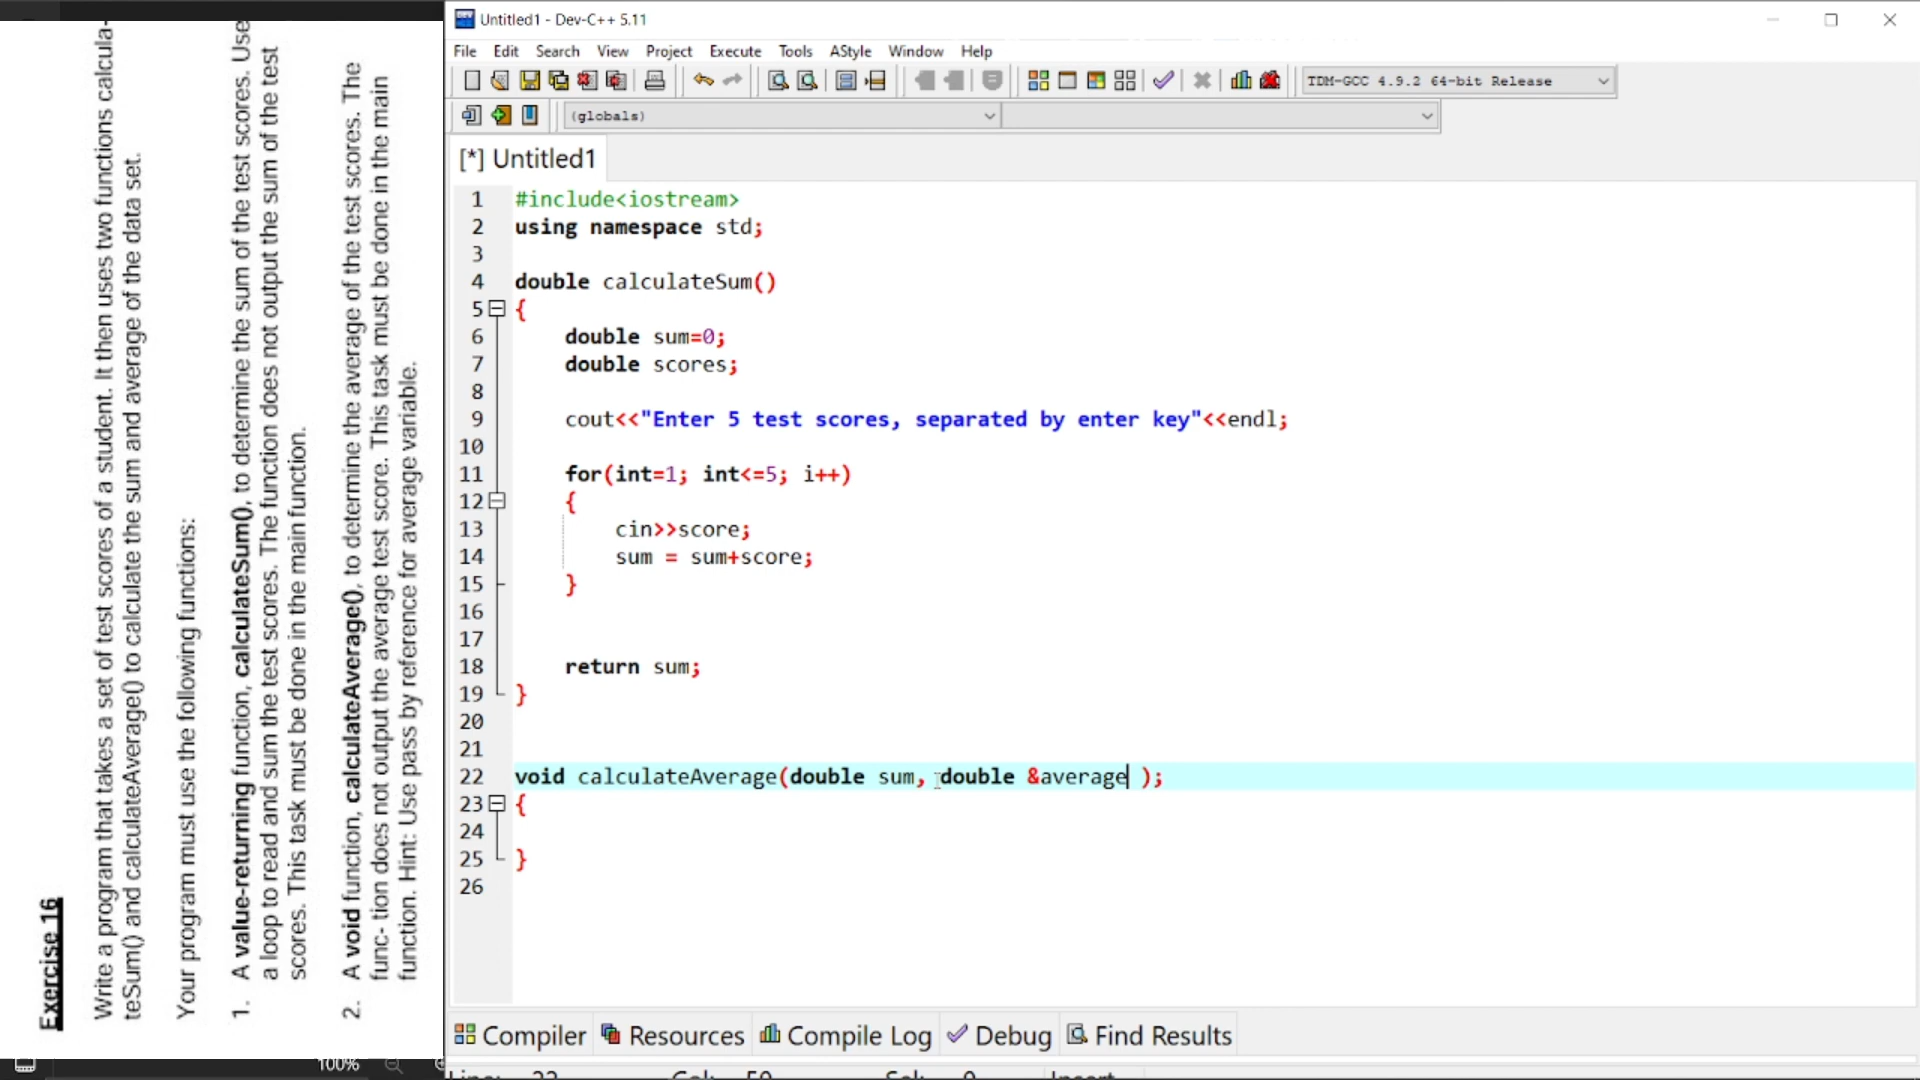 Exercise 16
Write a program that takes a set of test scores of a student. It then uses two functions calcula-
teSum() and calculateAverage() to calculate the sum and average of the data set.
Your program must use the following functions:
1. A value-returning function, calculateSum(), to determine the sum of the test scores. Use
a loop to read and sum the test scores. The function does not output the sum of the test
scores. This task must be done in the main function.
2. A void function, calculateAverage(), to determine the average of the test scores. The
func- tion does not output the average test score. This task must be done in the main
function. Hint: Use pass by reference for average variable.
100%
Untitled1 - Dev-C++ 5.11
File Edit Search View Project Execute Tools AStyle Window Help
TDM-GCC 4.9.2 64-bit Release
(globals)
[*] Untitled1
1 #include<iostream>
2 using namespace std;
3
4 double calculateSum()
5 {
6 double sum=0;
7 double scores;
8
9 cout<<"Enter 5 test scores, separated by enter key"<<endl;
10
11 for(int=1; int<=5; i++)
12 {
13 cin>>score;
14 sum = sum+score;
15 }
16
17
18 return sum;
19 }
20
21
22 void calculateAverage(double sum, double &average );
23 {
24
25 }
26
Compiler Resources Compile Log Debug Find Results